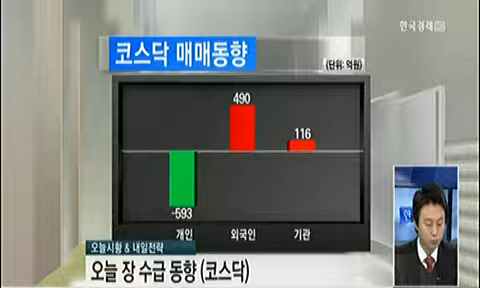 한국경제TV
코스닥 매매동향
(단위: 억원)
490
116
-593
개인 외국인 기관
오늘시황 & 내일전략
오늘 장 수급 동향 (코스닥)